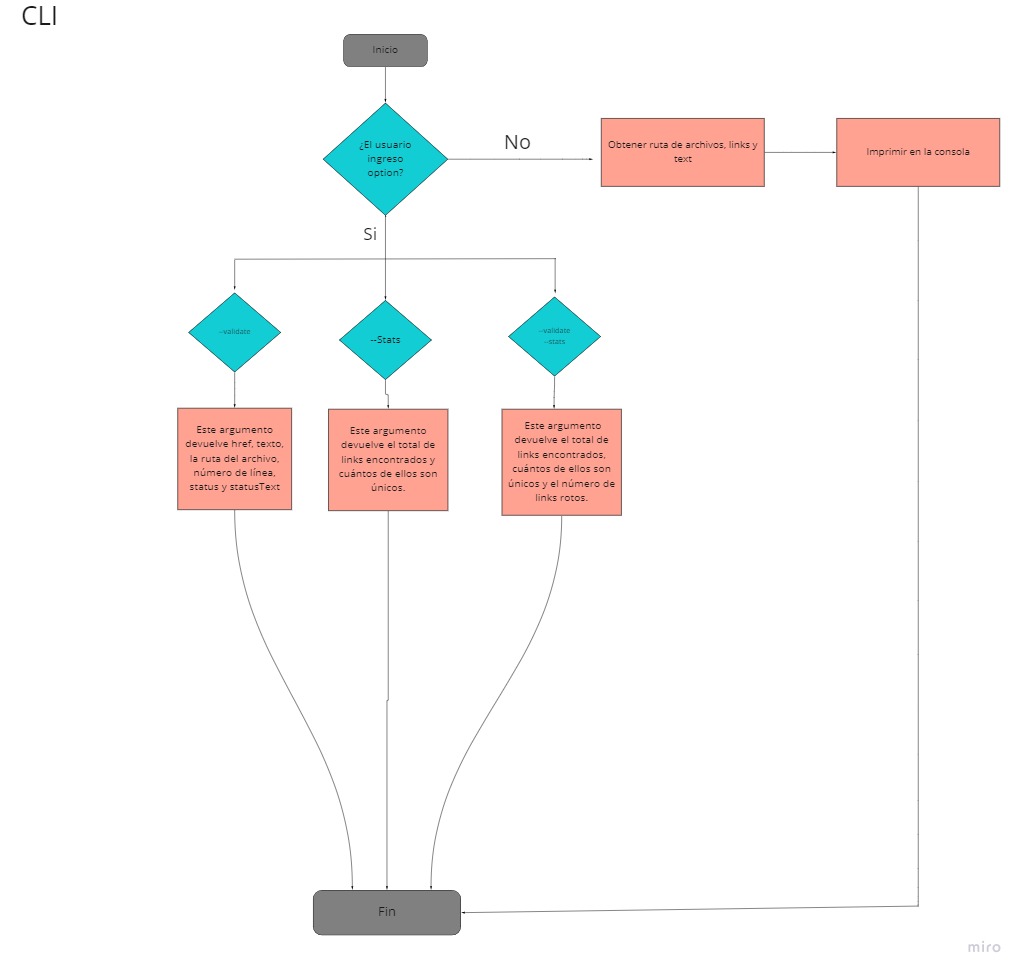 CLI
Inicio
¿El usuario
ingreso
option?
No
Obtener ruta de archivos, links y
text
Imprimir en la consola
Si
--validate
--Stats
--validate
--stats
Este argumento
devuelve href, texto,
la ruta del archivo,
número de línea,
status y statusText
Este argumento
devuelve el total de
links encontrados y
cuántos de ellos son
únicos.
Este argumento
devuelve el total de
links encontrados,
cuántos de ellos son
únicos y el número de
links rotos.
Fin
miro